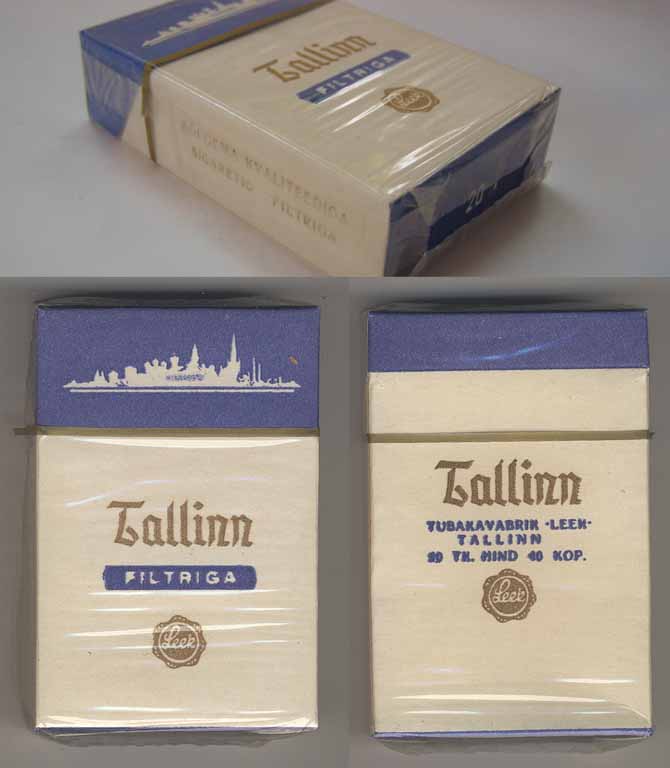 Tallinn
FILTRIGA
Leek
KÕRGEMA KVALITEEDIGA
SIGARETID FILTRIGA
20
Tallinn
FILTRIGA
Leek
Tallinn
TUBAKAVABRIK ·LEEK·
TALLINN
20 TK. HIND 40 KOP.
Leek